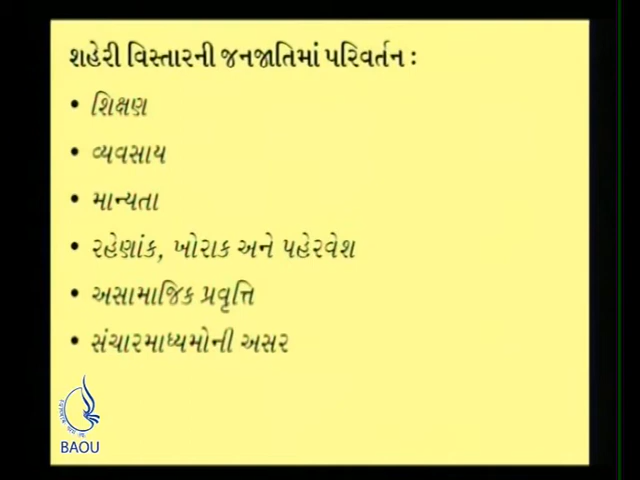 શહેરી વિસ્તારની જનજાતિમાં પરિવર્તન :
• શિક્ષણ
• વ્યવસાય
• માન્યતા
• રહેણાંક, ખોરાક અને પહેરવેશ
• અસામાજિક પ્રવૃત્તિ
• સંચારમાધ્યમોની અસર
BAOU